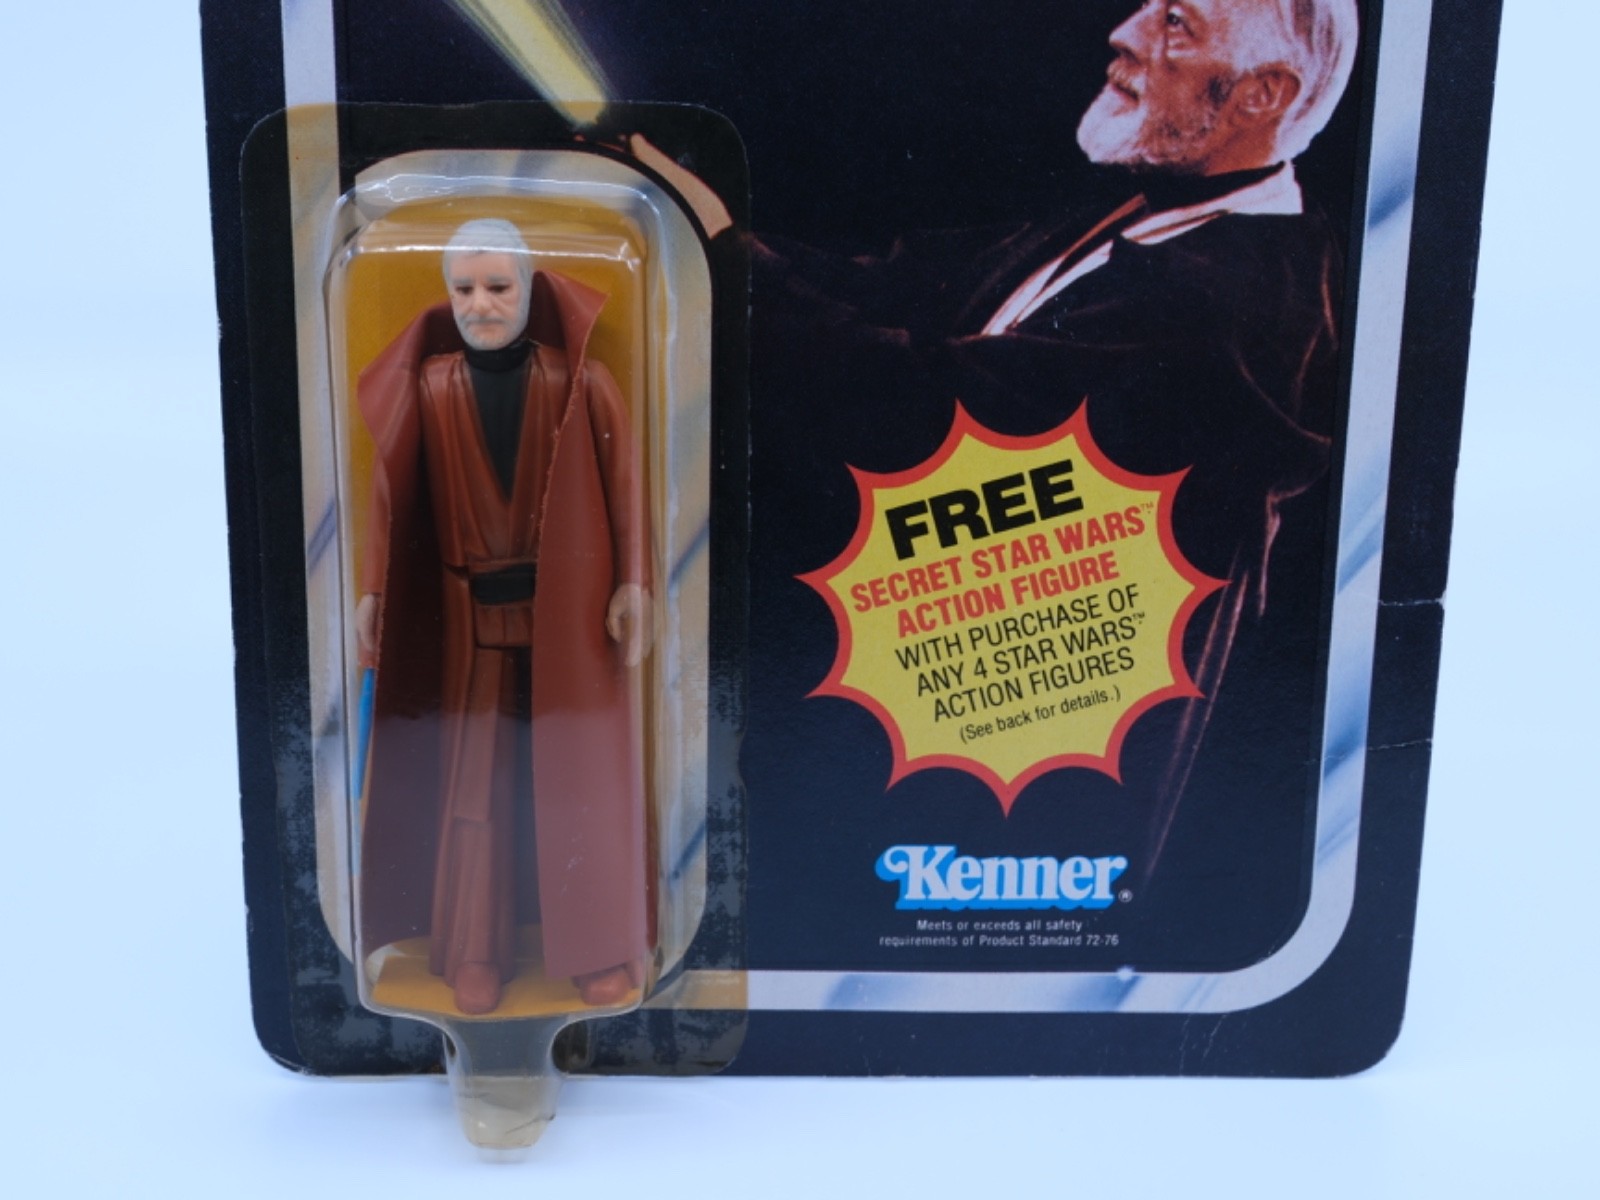 FREE
SECRET STAR WARS™
ACTION FIGURE
WITH PURCHASE OF
ANY 4 STAR WARS™
ACTION FIGURES
(See back for details.)
Kenner®
Meets or exceeds all safety
requirements of Product Standard 72-76